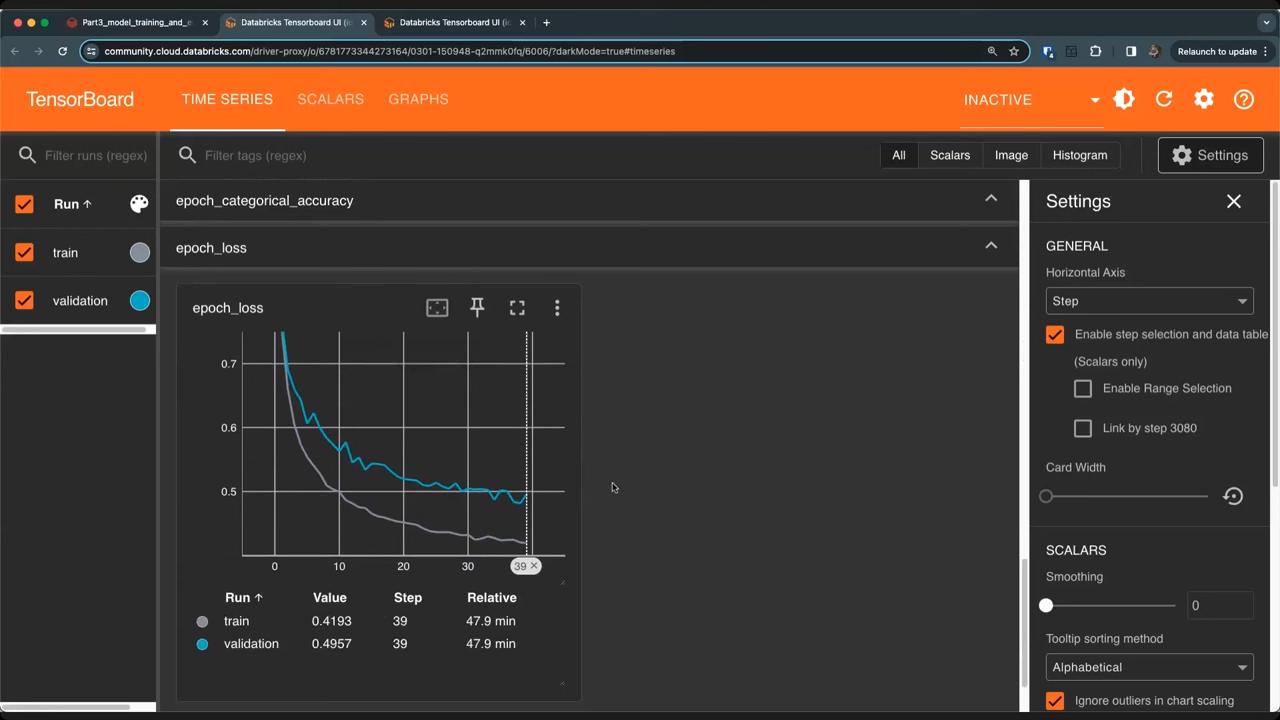 Part3_model_training_and_e
Databricks Tensorboard UI (i
Databricks Tensorboard UI (
community.cloud.databricks.com/driver-proxy/o/6781773344273164/0301-150948-q2mmk0fq/6006/?darkMode=true#timeseries
Relaunch to update
TensorBoard
TIME SERIES
SCALARS
GRAPHS
INACTIVE
Filter runs (regex)
Filter tags (regex)
All
Scalars
Image
Histogram
Settings
Run ↑
train
validation
epoch_categorical_accuracy
epoch_loss
epoch_loss
0.7
0.6
0.5
0 10 20 30 39 ×
Run ↑ Value Step Relative
train 0.4193 39 47.9 min
validation 0.4957 39 47.9 min
Settings
GENERAL
Horizontal Axis
Step
Enable step selection and data table
(Scalars only)
Enable Range Selection
Link by step 3080
Card Width
SCALARS
Smoothing
0
Tooltip sorting method
Alphabetical
Ignore outliers in chart scaling